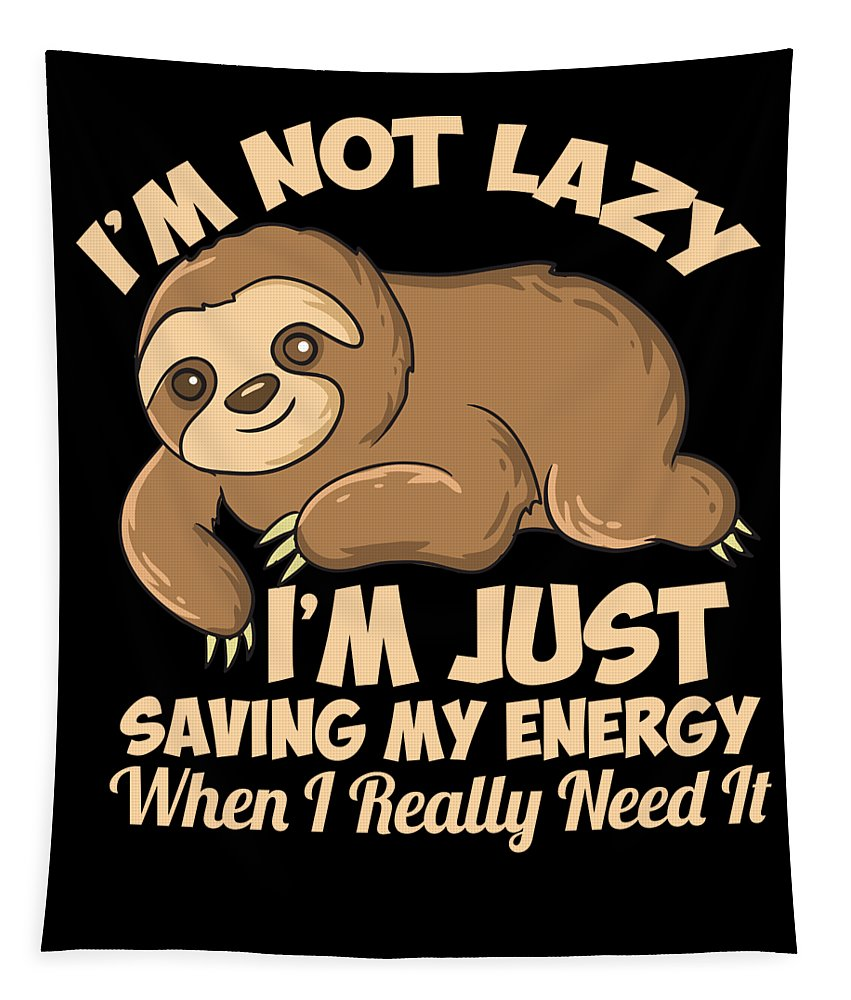 I'M NOT LAZY
I'M JUST
SAVING MY ENERGY
When I Really Need It